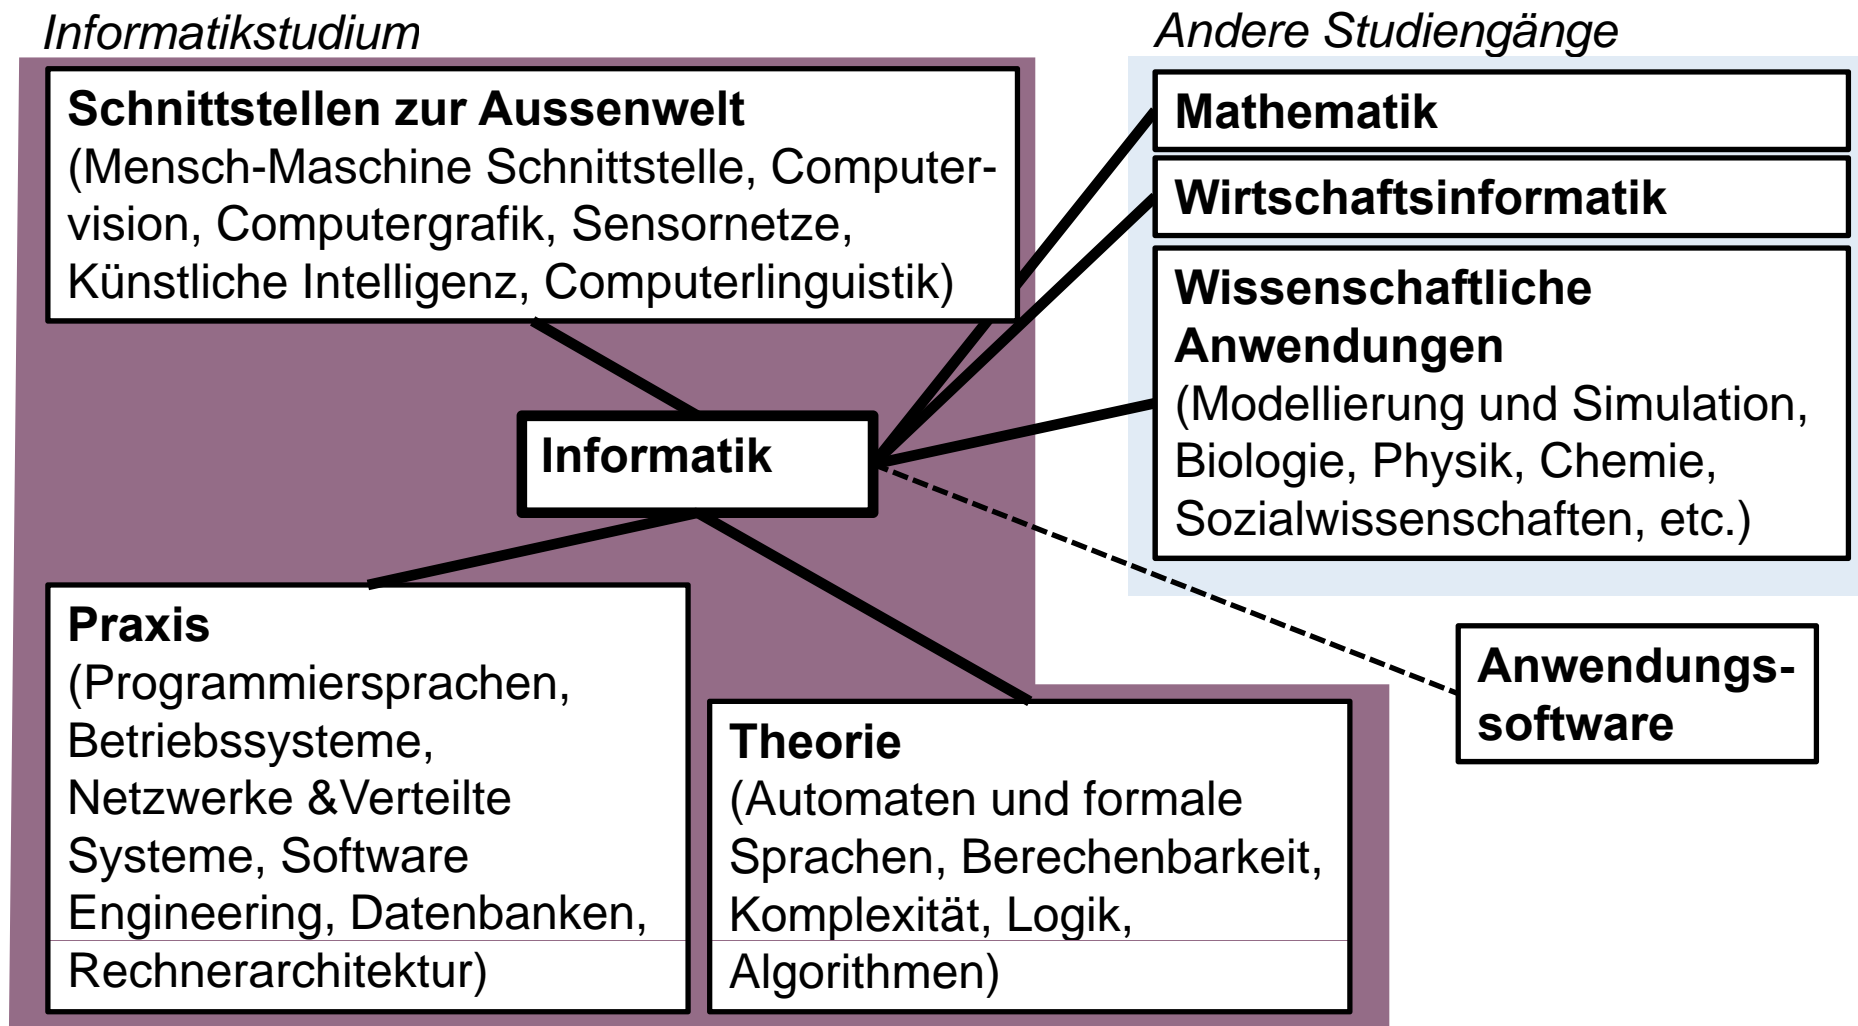 Informatikstudium
Schnittstellen zur Aussenwelt
(Mensch-Maschine Schnittstelle, Computer-
vision, Computergrafik, Sensornetze,
Künstliche Intelligenz, Computerlinguistik)
Informatik
Praxis
(Programmiersprachen,
Betriebssysteme,
Netzwerke &Verteilte
Systeme, Software
Engineering, Datenbanken,
Rechnerarchitektur)
Theorie
(Automaten und formale
Sprachen, Berechenbarkeit,
Komplexität, Logik,
Algorithmen)
Andere Studiengänge
Mathematik
Wirtschaftsinformatik
Wissenschaftliche
Anwendungen
(Modellierung und Simulation,
Biologie, Physik, Chemie,
Sozialwissenschaften, etc.)
Anwendungs-
software